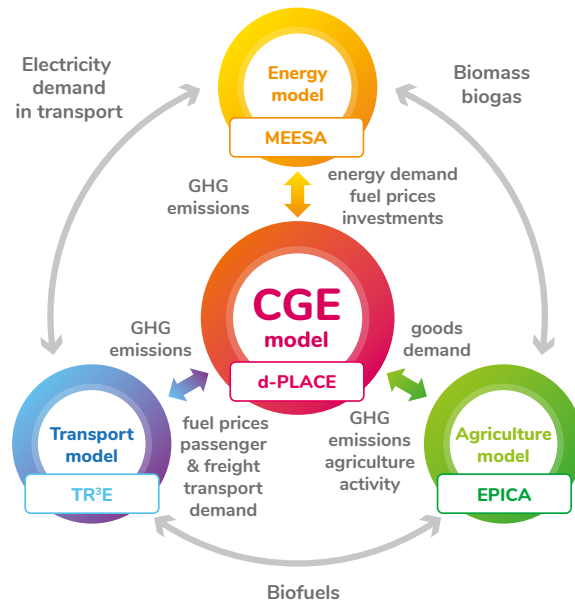 Electricity
demand
in transport
Energy
model
MEESA
Biomass
biogas
GHG
emissions
energy demand
fuel prices
investments
CGE
model
d-PLACE
GHG
emissions
goods
demand
Transport
model
TR³E
fuel prices
passenger
& freight
transport
demand
GHG
emissions
agriculture
activity
Agriculture
model
EPICA
Biofuels